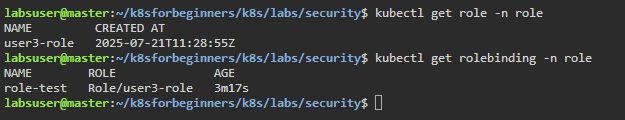 labsuser@master:~/k8sforbeginners/k8s/labs/security$ kubectl get role -n role
NAME         CREATED AT
user3-role   2025-07-21T11:28:55Z
labsuser@master:~/k8sforbeginners/k8s/labs/security$ kubectl get rolebinding -n role
NAME        ROLE              AGE
role-test   Role/user3-role   3m17s
labsuser@master:~/k8sforbeginners/k8s/labs/security$